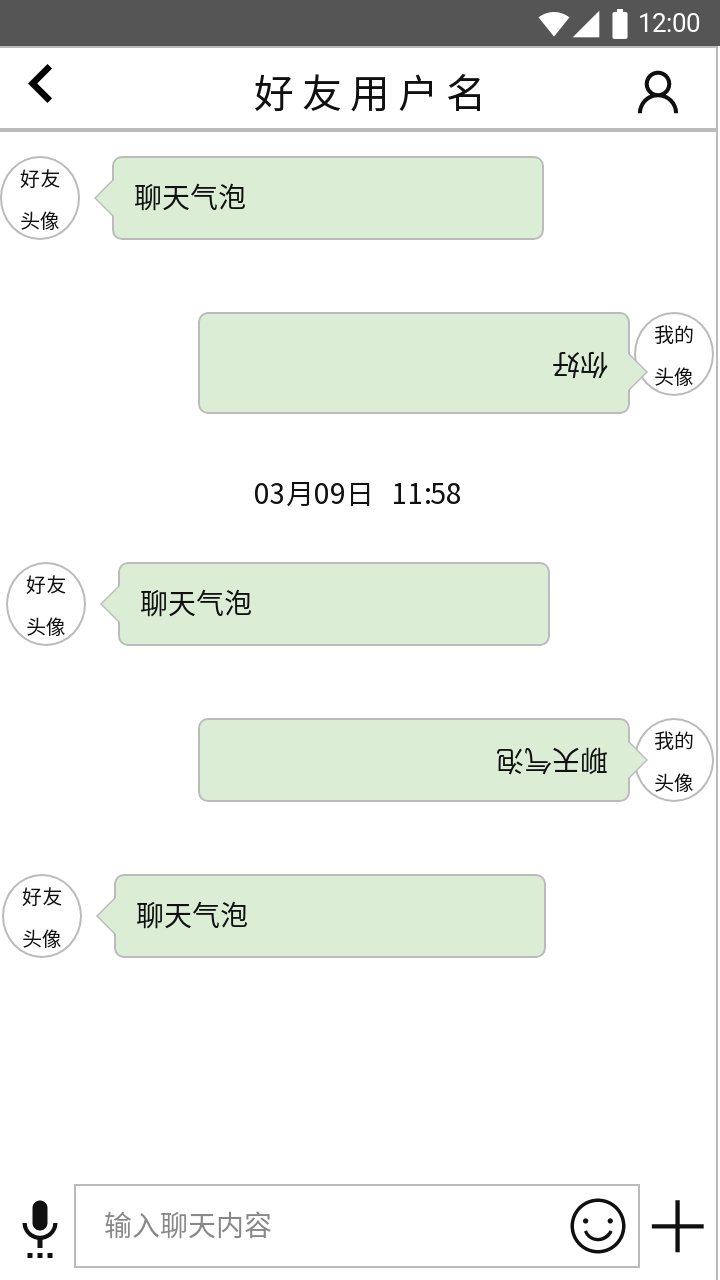 12:00
好友用户名
好友
头像
聊天气泡
你好
我的
头像
03月09日 11:58
好友
头像
聊天气泡
聊天气泡
我的
头像
好友
头像
聊天气泡
输入聊天内容